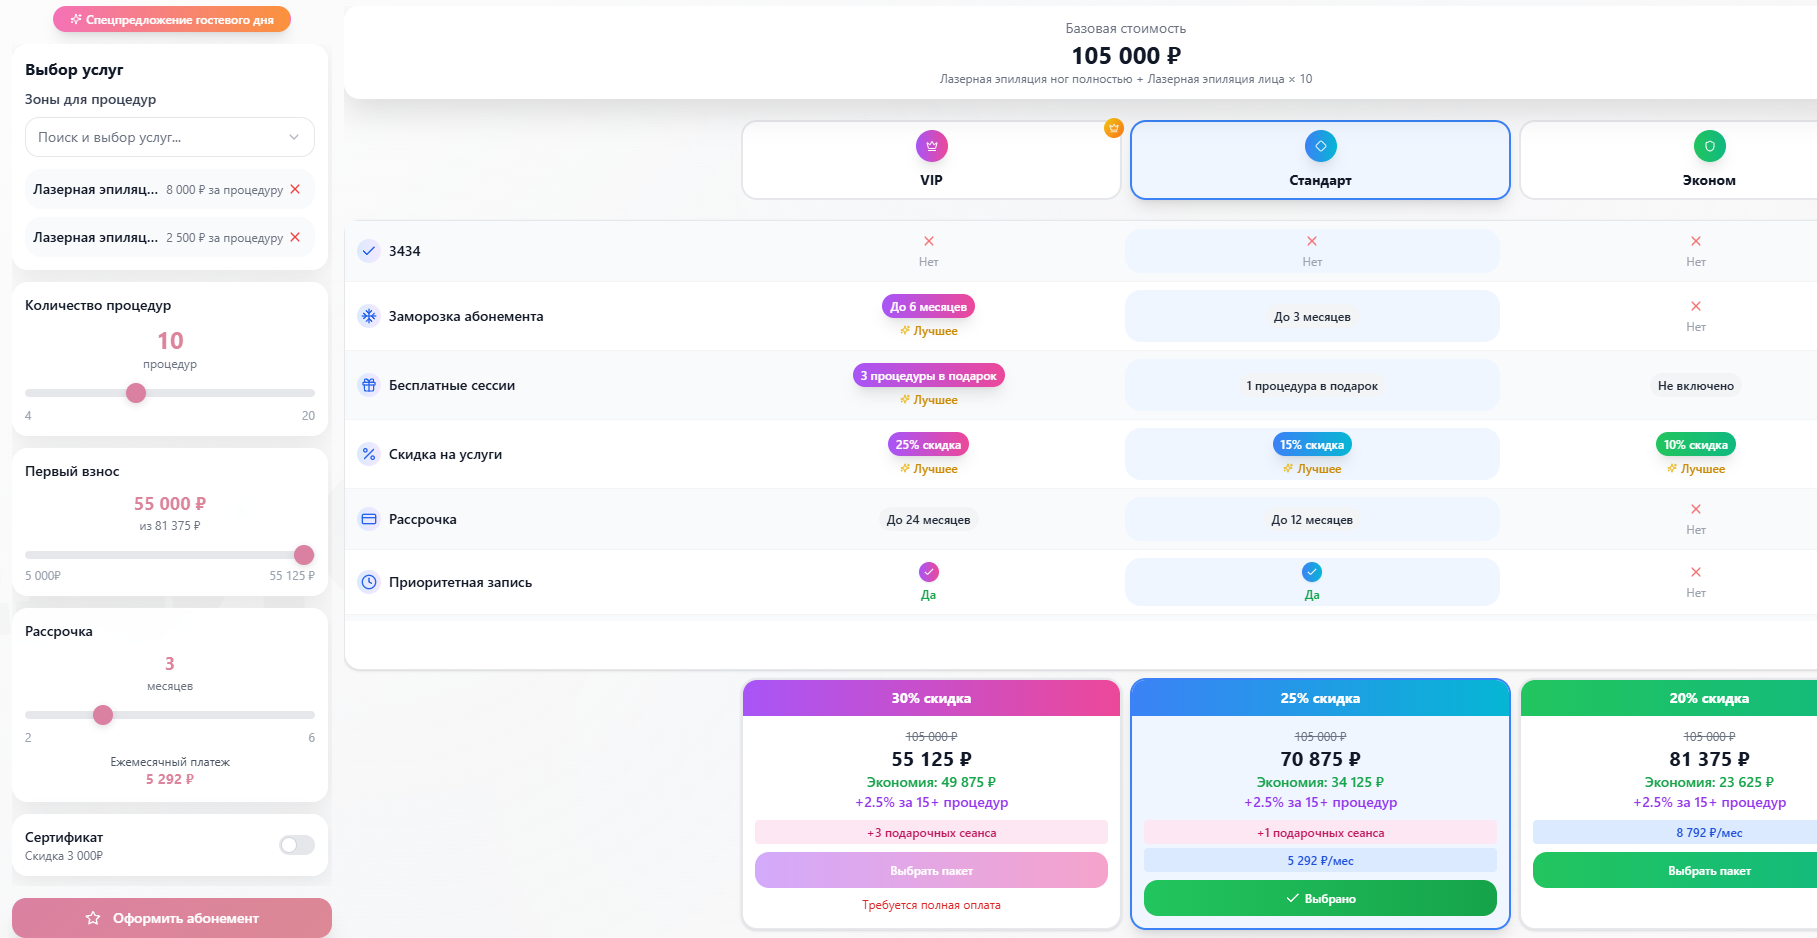 Спецпредложение гостевого дня
Выбор услуг
Зоны для процедур
Поиск и выбор услуг...
Лазерная эпиляц... 8 000 ₽ за процедуру
Лазерная эпиляц... 2 500 ₽ за процедуру
Количество процедур
10
процедур
4 20
Первый взнос
55 000 ₽
из 81 375 ₽
5 000₽ 55 125 ₽
Рассрочка
3
месяцев
2 6
Ежемесячный платеж
5 292 ₽
Сертификат
Скидка 3 000₽
Оформить абонемент
Базовая стоимость
105 000 ₽
Лазерная эпиляция ног полностью + Лазерная эпиляция лица × 10
VIP Стандарт Эконом
3434 Нет Нет Нет
Заморозка абонемента До 6 месяцев До 3 месяцев Нет
Лучшее
Бесплатные сессии 3 процедуры в подарок 1 процедура в подарок Не включено
Лучшее
Скидка на услуги 25% скидка 15% скидка 10% скидка
Лучшее Лучшее Лучшее
Рассрочка До 24 месяцев До 12 месяцев Нет
Приоритетная запись Да Да Нет
30% скидка
105 000 ₽
55 125 ₽
Экономия: 49 875 ₽
+2.5% за 15+ процедур
+3 подарочных сеанса
Выбрать пакет
Требуется полная оплата
25% скидка
105 000 ₽
70 875 ₽
Экономия: 34 125 ₽
+2.5% за 15+ процедур
+1 подарочных сеанса
5 292 ₽/мес
Выбрано
20% скидка
105 000 ₽
81 375 ₽
Экономия: 23 625 ₽
+2.5% за 15+ процедур
8 792 ₽/мес
Выбрать пакет